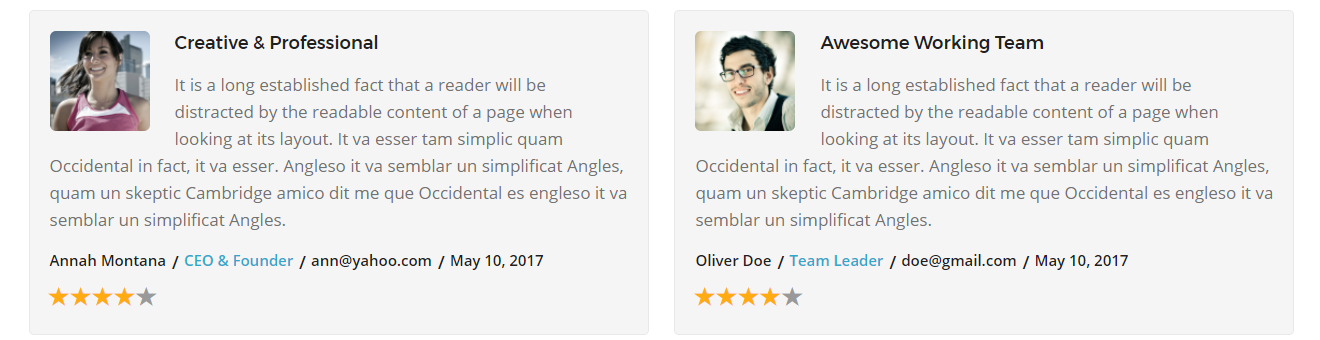 Creative & Professional
It is a long established fact that a reader will be
distracted by the readable content of a page when
looking at its layout. It va esser tam simplic quam
Occidental in fact, it va esser. Angleso it va semblar un simplificat Angles,
quam un skeptic Cambridge amico dit me que Occidental es engleso it va
semblar un simplificat Angles.
Annah Montana / CEO & Founder / ann@yahoo.com / May 10, 2017
Awesome Working Team
It is a long established fact that a reader will be
distracted by the readable content of a page when
looking at its layout. It va esser tam simplic quam
Occidental in fact, it va esser. Angleso it va semblar un simplificat Angles,
quam un skeptic Cambridge amico dit me que Occidental es engleso it va
semblar un simplificat Angles.
Oliver Doe / Team Leader / doe@gmail.com / May 10, 2017